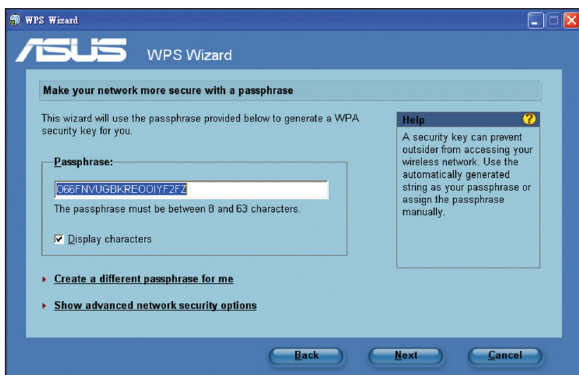 WPS Wizard
ASUS WPS Wizard
Make your network more secure with a passphrase
This wizard will use the passphrase provided below to generate a WPA
security key for you.
Passphrase:
O66FNVUGBKREOOIYF2FZ
The passphrase must be between 8 and 63 characters.
Display characters
Create a different passphrase for me
Show advanced network security options
Help
A security key can prevent
outsider from accessing your
wireless network. Use the
automatically generated
string as your passphrase or
assign the passphrase
manually.
Back Next Cancel